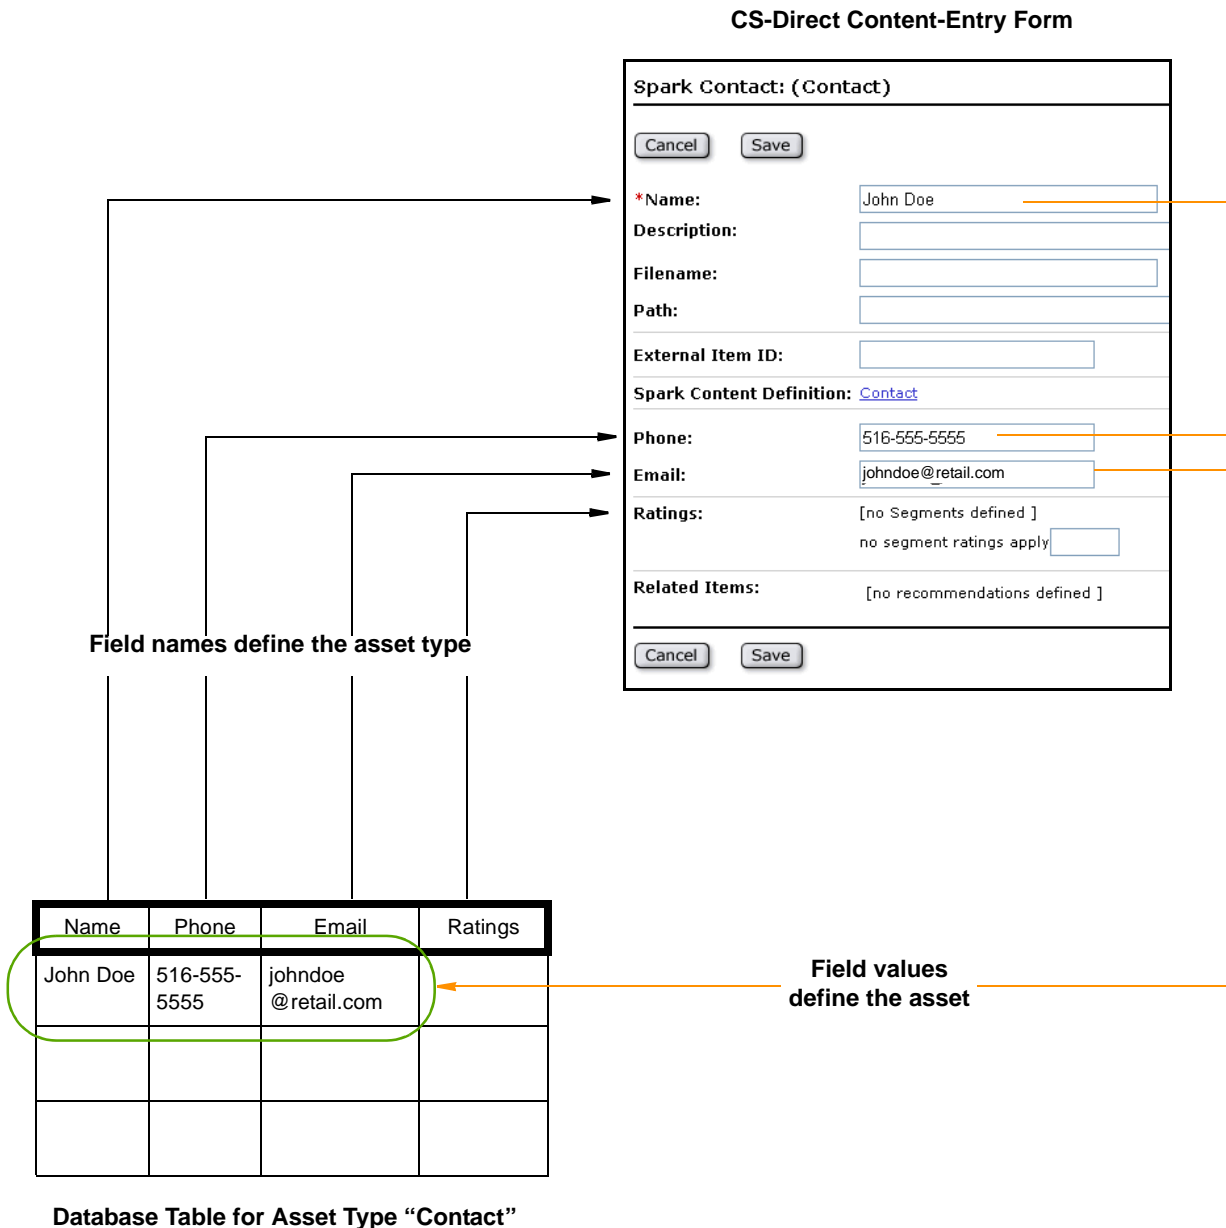 CS-Direct Content-Entry Form
Spark Contact: (Contact)
Cancel Save
*Name: John Doe
Description:
Filename:
Path:
External Item ID:
Spark Content Definition: Contact
Phone: 516-555-5555
Email: johndoe@retail.com
Ratings: [no Segments defined ]
no segment ratings apply
Related Items: [no recommendations defined ]
Cancel Save
Field names define the asset type
Name Phone Email Ratings
John Doe 516-555- johndoe
5555 @retail.com
Field values
define the asset
Database Table for Asset Type “Contact”